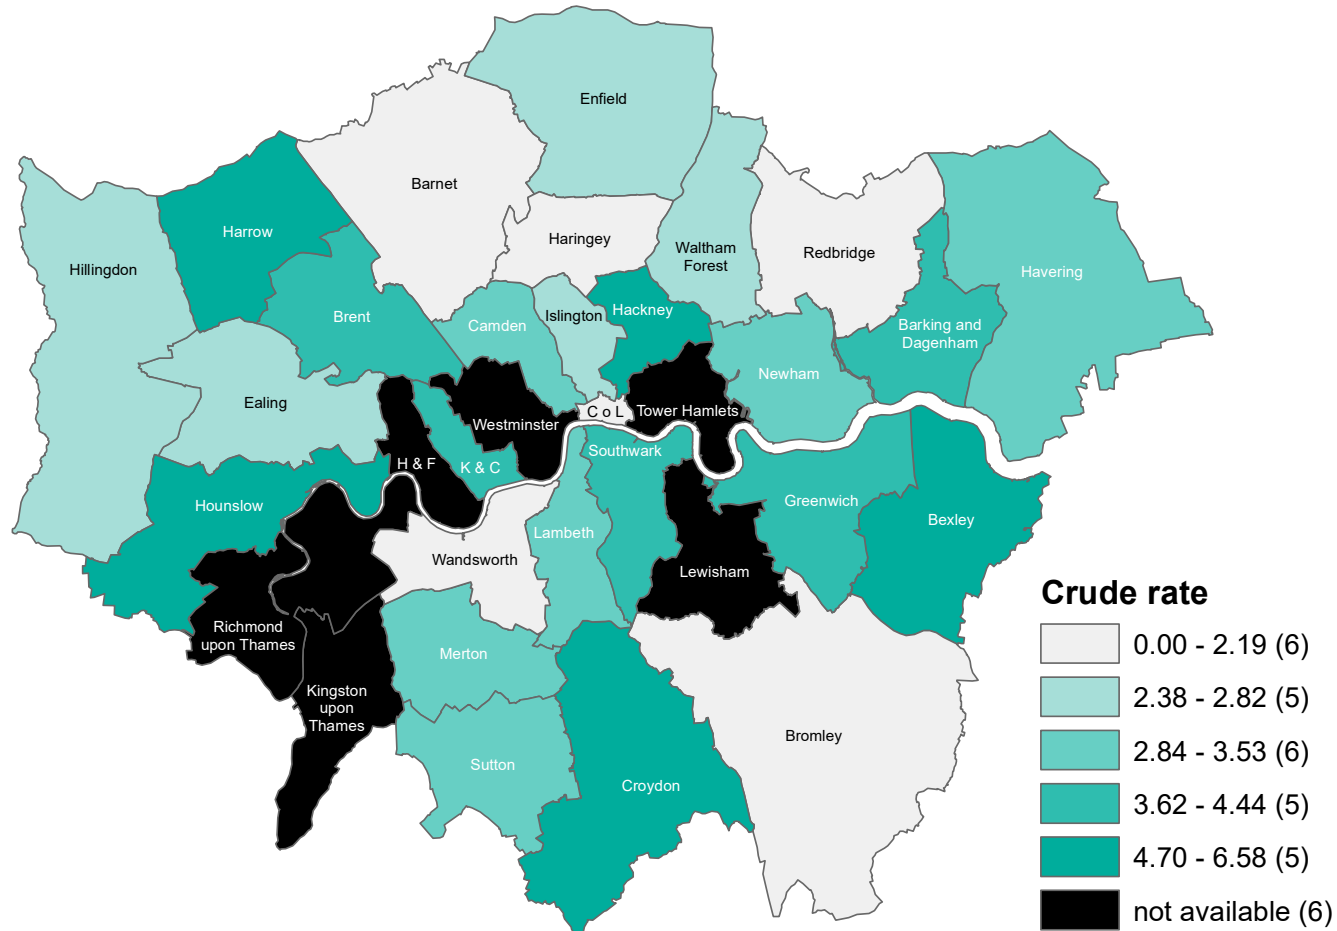 Enfield
Barnet
Harrow
Haringey
Waltham
Forest
Redbridge
Hillingdon
Havering
Brent
Camden
Islington
Hackney
Barking and
Dagenham
Newham
Ealing
Westminster
C o L
Tower Hamlets
H & F
K & C
Southwark
Hounslow
Greenwich
Bexley
Lambeth
Wandsworth
Lewisham
Richmond
upon Thames
Merton
Kingston
upon
Thames
Sutton
Croydon
Bromley
Crude rate
0.00 - 2.19 (6)
2.38 - 2.82 (5)
2.84 - 3.53 (6)
3.62 - 4.44 (5)
4.70 - 6.58 (5)
not available (6)